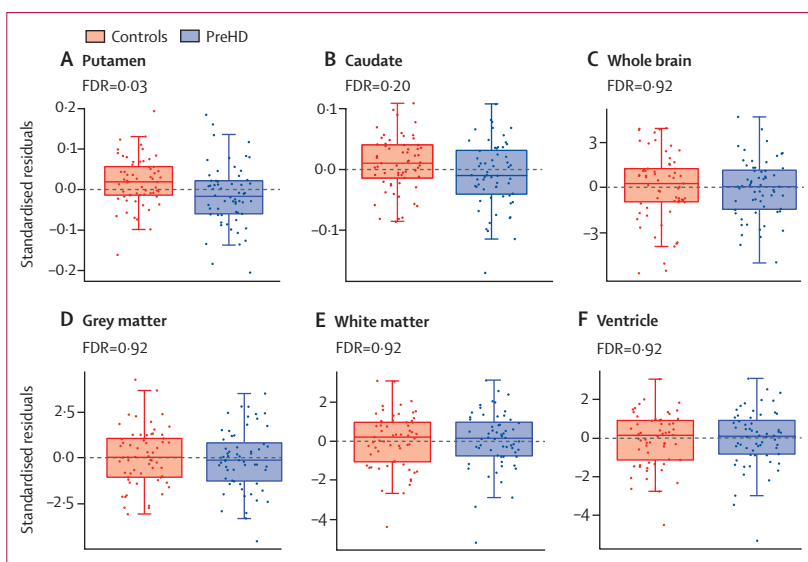 Controls PreHD
A Putamen
FDR=0·03
B Caudate
FDR=0·20
C Whole brain
FDR=0·92
Standardised residuals
0·2
0·1
0·0
−0·1
−0·2
0·1
0·0
−0·1
3
0
−3
D Grey matter
FDR=0·92
E White matter
FDR=0·92
F Ventricle
FDR=0·92
Standardised residuals
2·5
0·0
−2·5
2
0
−2
−4
2
0
−2
−4